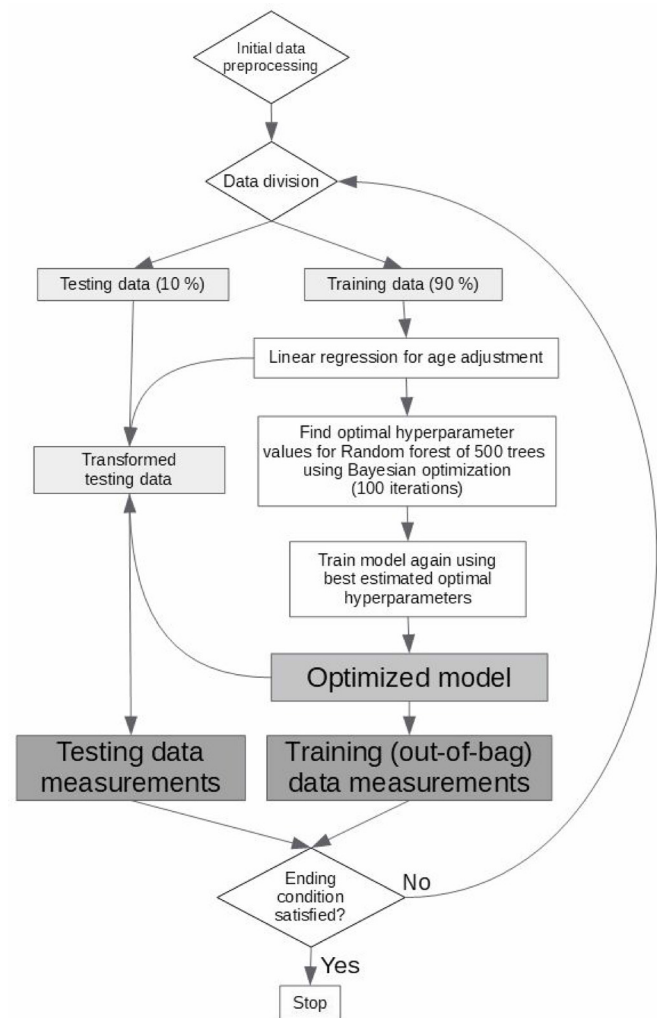 Initial data
preprocessing
Data division
Testing data (10 %)
Training data (90 %)
Linear regression for age adjustment
Find optimal hyperparameter
values for Random forest of 500 trees
using Bayesian optimization
(100 iterations)
Transformed
testing data
Train model again using
best estimated optimal
hyperparameters
Optimized model
Testing data
measurements
Training (out-of-bag)
data measurements
Ending
condition
satisfied?
No
Yes
Stop